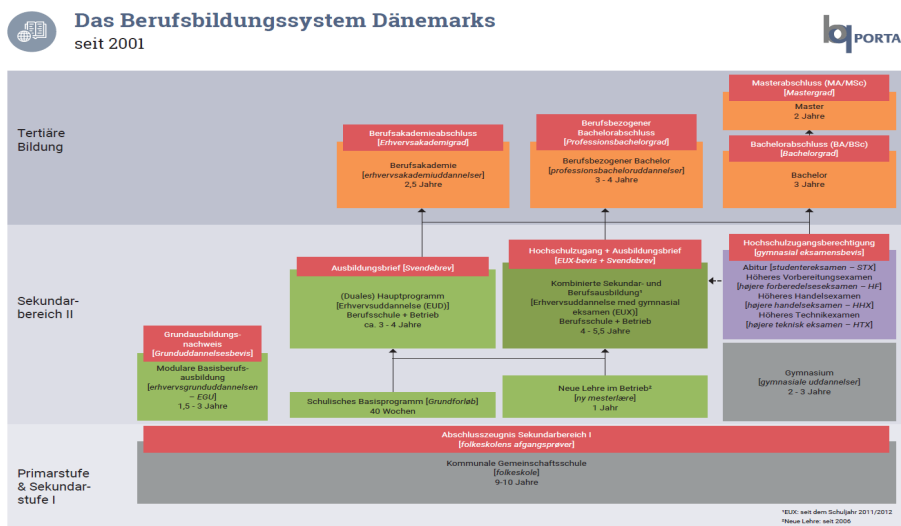 Das Berufsbildungssystem Dänemarks
seit 2001
bq PORTA
Tertiäre
Bildung
Masterabschluss (MA/MSc)
[Mastergrad]
Master
2 Jahre
Berufsakademieabschluss
[Erhvervsakademigrad]
Berufsakademie
[erhvervsakademiuddannelser]
2,5 Jahre
Berufsbezogener
Bachelorabschluss
[Professionsbachelorgrad]
Berufsbezogener Bachelor
[professionsbacheloruddannelser]
3 - 4 Jahre
Bachelorabschluss (BA/BSc)
[Bachelorgrad]
Bachelor
3 Jahre
Sekundar-
bereich II
Grundausbildungs-
nachweis
[Grunduddannelsesbevis]
Modulare Basisberufs-
ausbildung
[erhvervsgrunduddannelsen
– EGU]
1,5 - 3 Jahre
Ausbildungsbrief [Svendebrev]
(Duales) Hauptprogramm
[Erhvervsuddannelse (EUD)]
Berufsschule + Betrieb
ca. 3 - 4 Jahre
Hochschulzugang + Ausbildungsbrief
[EUX-bevis + Svendebrev]
Kombinierte Sekundar- und
Berufsausbildung¹
[Erhvervsuddannelse med gymnasial
eksamen (EUX)]
Berufsschule + Betrieb
4 - 5,5 Jahre
Hochschulzugangsberechtigung
[gymnasial eksamensbevis]
Abitur [studentereksamen – STX]
Höheres Vorbereitungsexamen
[højere forberedelseseksamen – HF]
Höheres Handelsexamen
[højere handelseksamen – HHX]
Höheres Technikexamen
[højere teknisk eksamen – HTX]
Schulisches Basisprogramm [Grundforløb]
40 Wochen
Neue Lehre im Betrieb²
[ny mesterlære]
1 Jahr
Gymnasium
[gymnasiale uddannelser]
2 - 3 Jahre
Primarstufe
& Sekundar-
stufe I
Abschlusszeugnis Sekundarbereich I
[folkeskolens afgangsprøver]
Kommunale Gemeinschaftsschule
[folkeskole]
9-10 Jahre
¹EUX: seit dem Schuljahr 2011/2012
²Neue Lehre: seit 2006